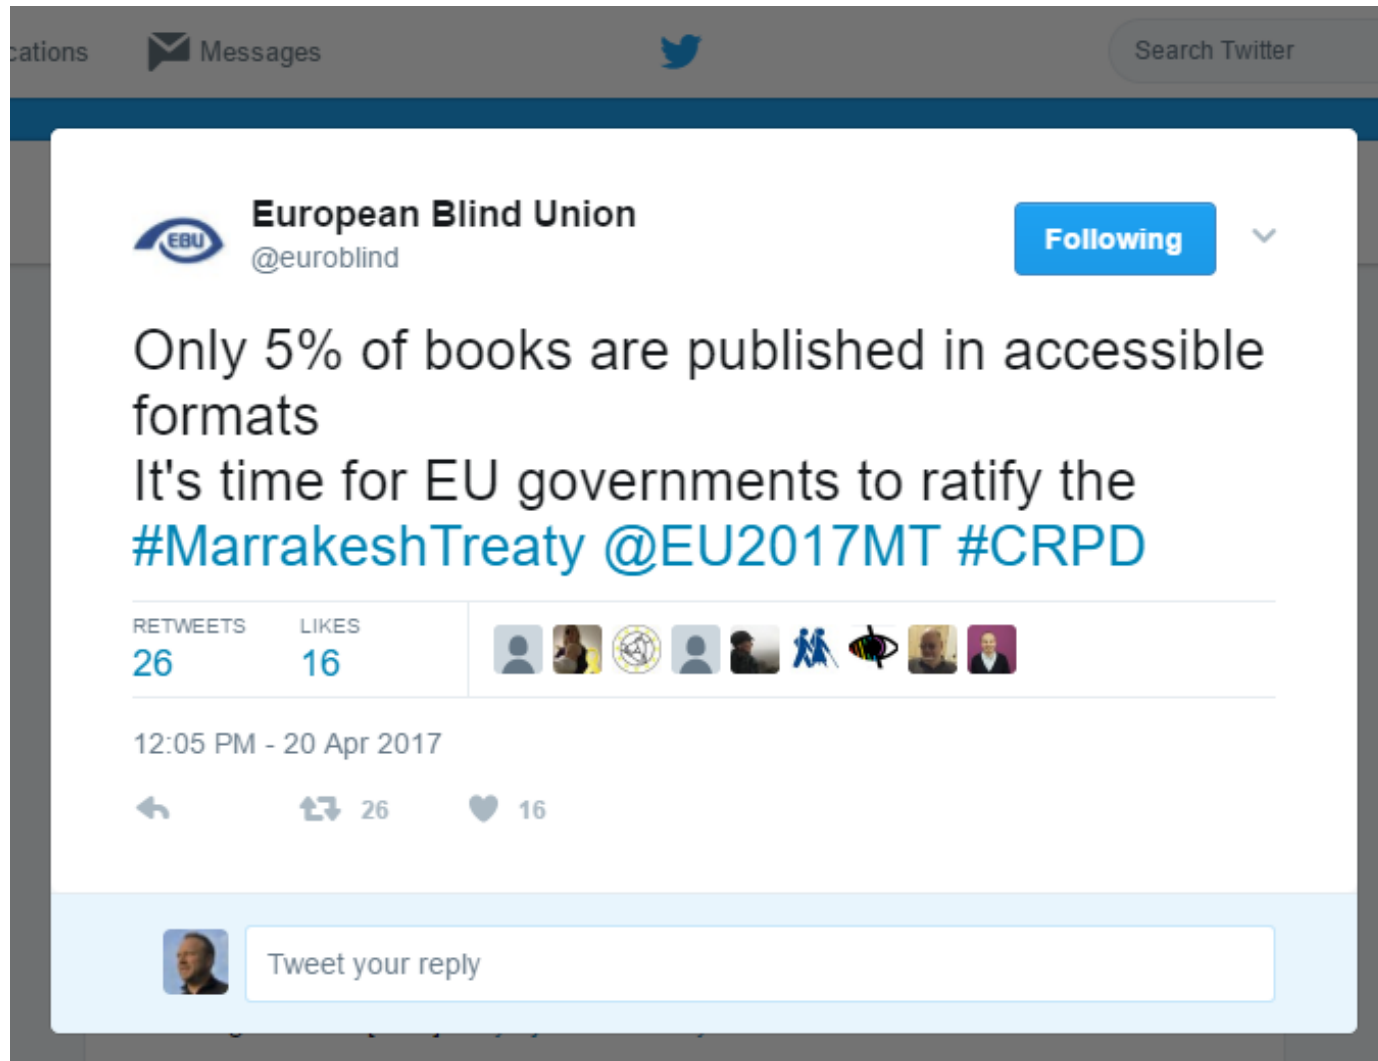 cations
Messages
Search Twitter
EBU
European Blind Union
@euroblind
Following
Only 5% of books are published in accessible
formats
It's time for EU governments to ratify the
#MarrakeshTreaty @EU2017MT #CRPD
RETWEETS LIKES
26 16
12:05 PM - 20 Apr 2017
26 16
Tweet your reply